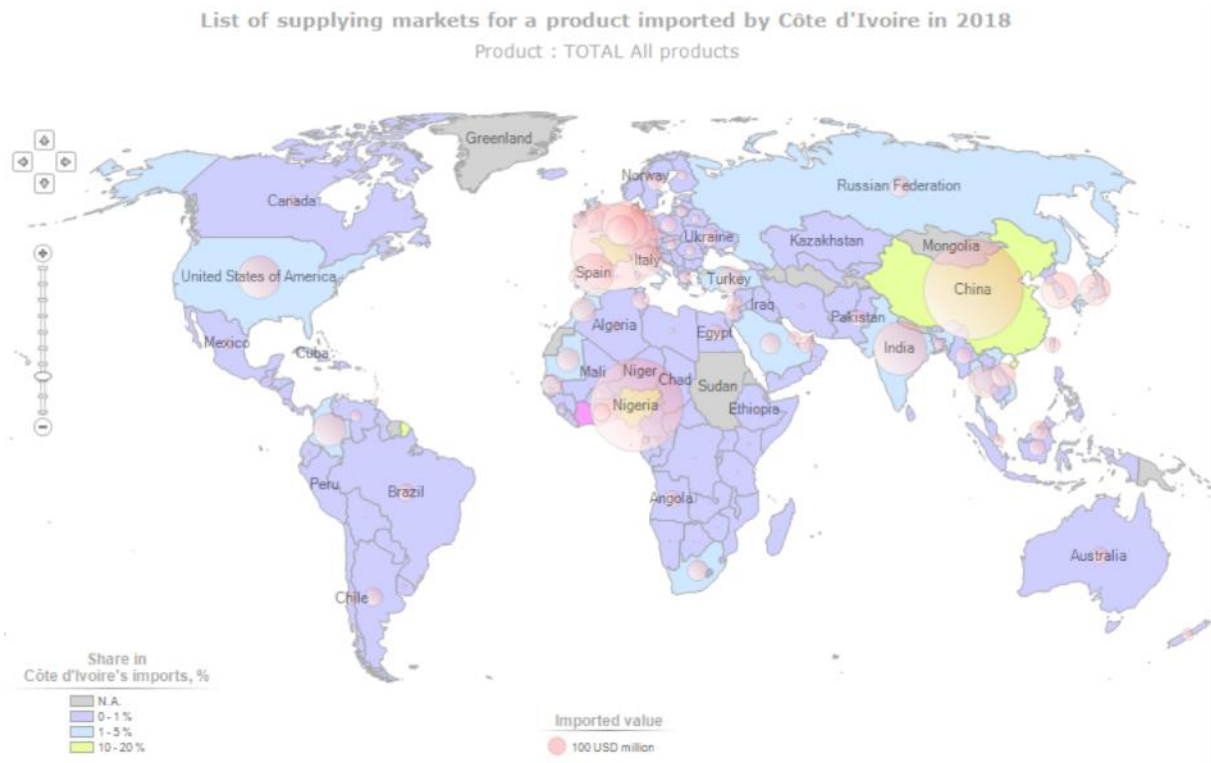 List of supplying markets for a product imported by Côte d'Ivoire in 2018
Product : TOTAL All products
Greenland
Norway
Russian Federation
Canada
Ukraine
Kazakhstan
Mongolia
Italy
United States of America
Spain
Turkey
China
Iraq
Pakistan
Algeria
Egypt
Mexico
Cuba
India
Mali
Niger
Chad
Sudan
Nigeria
Ethiopia
Peru
Brazil
Angola
Australia
Chile
Share in
Côte d'Ivoire's imports, %
N.A.
0 - 1 %
1 - 5 %
10 - 20 %
Imported value
100 USD million